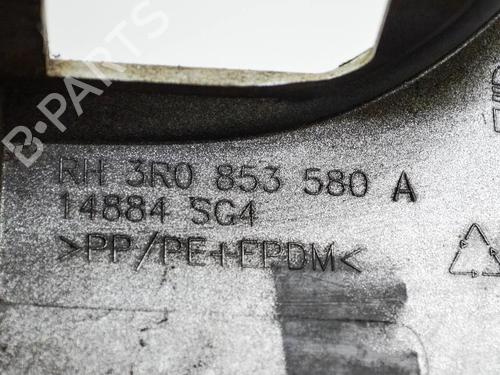 B-PARTS
RH 3R0 853 580 A
14884 SG4
>PP/PE+EPDM<